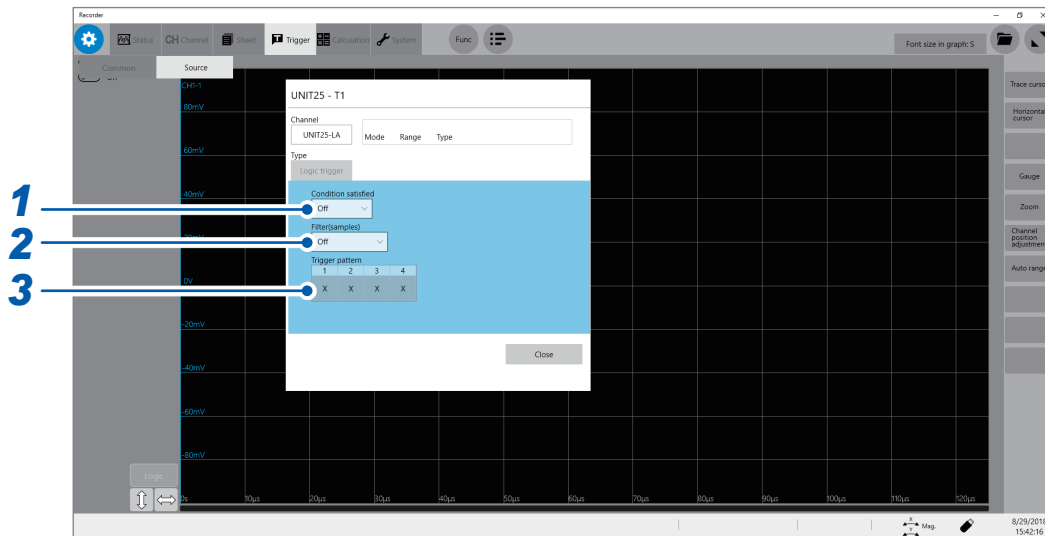 Recorder
Status CH Channel Sheet Trigger Calculation System Func Font size in graph: S
Common Source
CH1-1
80mV
60mV
40mV
0V
-20mV
-40mV
-60mV
-80mV
UNIT25 - T1
Channel
UNIT25-LA Mode Range Type
Type
Logic trigger
1
Condition satisfied
Off
2
Filter(samples)
Off
3
Trigger pattern
1 2 3 4
X X X X
Close
Trace curso
Horizonta
cursor
Gauge
Zoom
Channel
position
adjustmen
Auto range
Logic
0s 10µs 20µs 30µs 40µs 50µs 60µs 70µs 80µs 90µs 100µs 110µs 120µs
X
Y
Mag.
8/29/2018
15:42:16